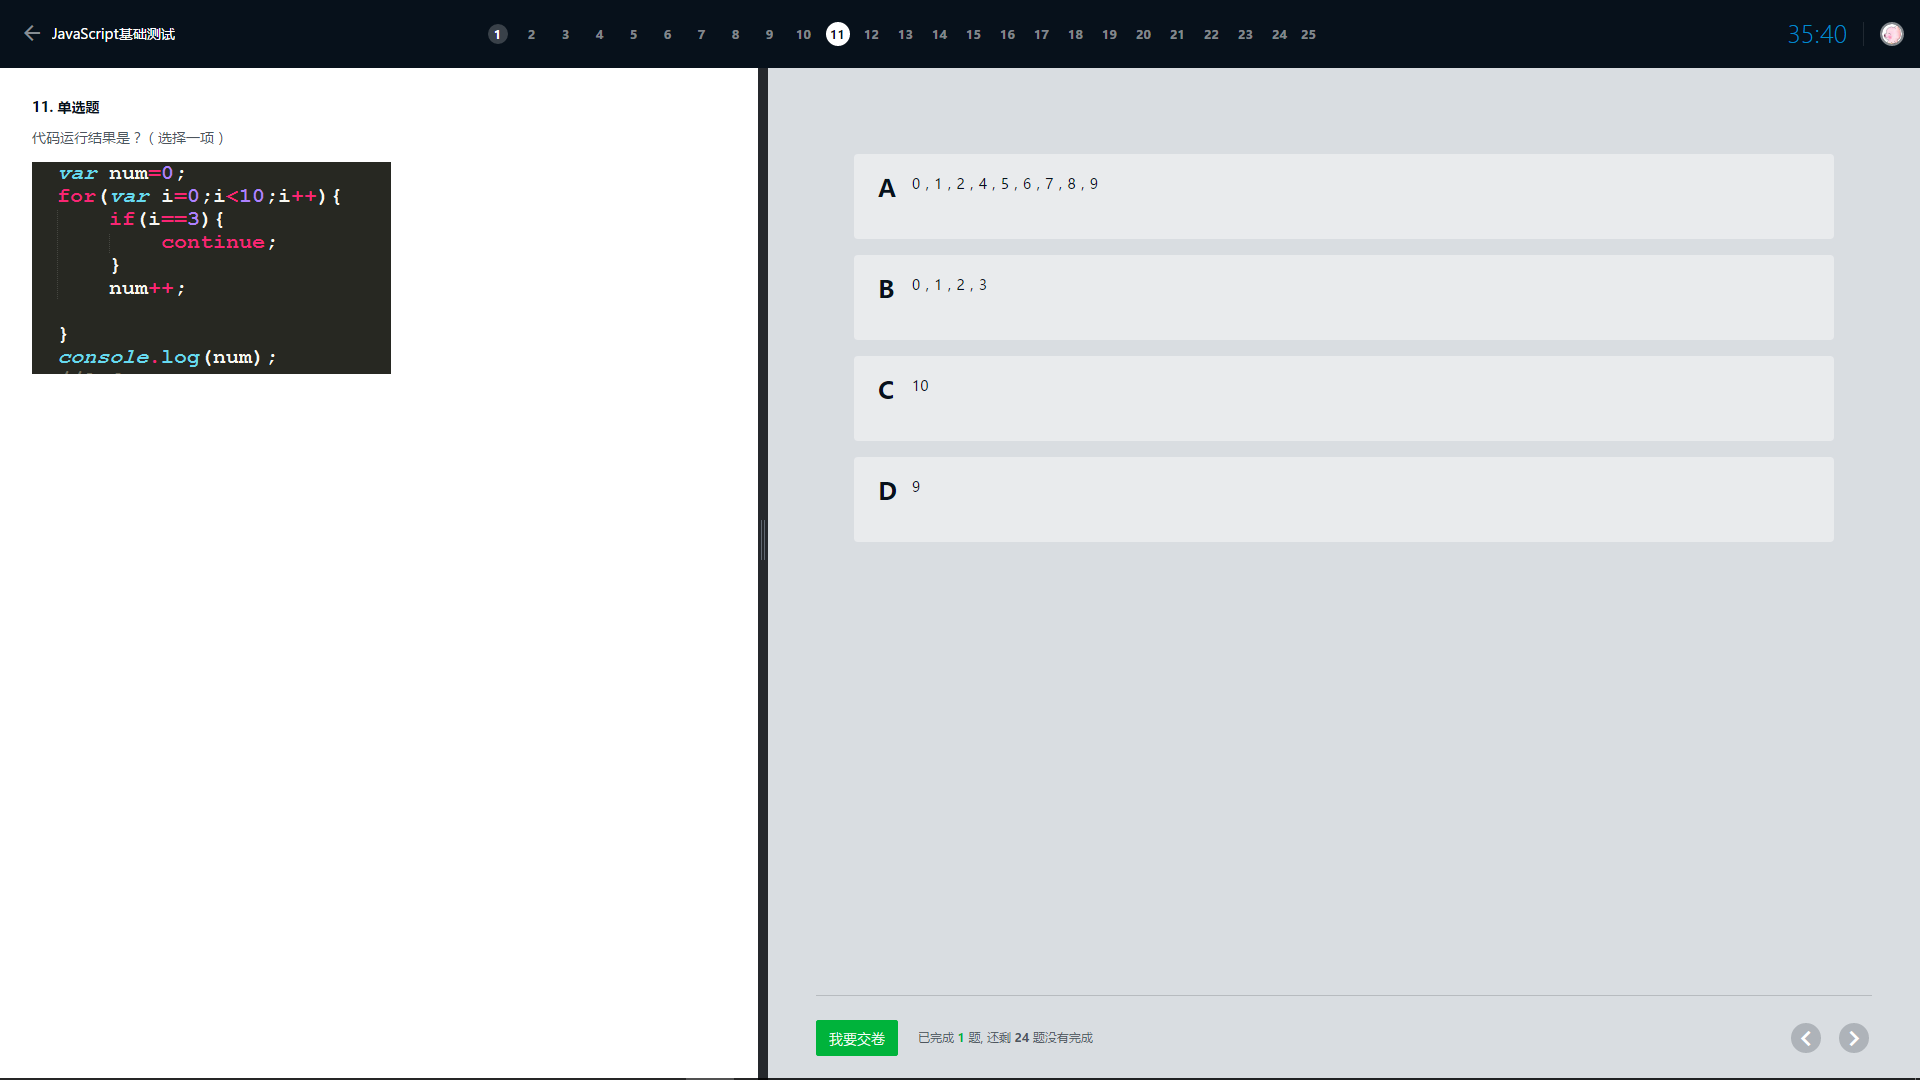 JavaScript基础测试
1 2 3 4 5 6 7 8 9 10 11 12 13 14 15 16 17 18 19 20 21 22 23 24 25
35:40
11. 单选题
代码运行结果是？（选择一项）
var num=0;
for(var i=0;i<10;i++){
if(i==3){
continue;
}
num++;
}
console.log(num);
A 0，1，2，4，5，6，7，8，9
B 0，1，2，3
C 10
D 9
我要交卷
已完成 1 题, 还剩 24 题没有完成